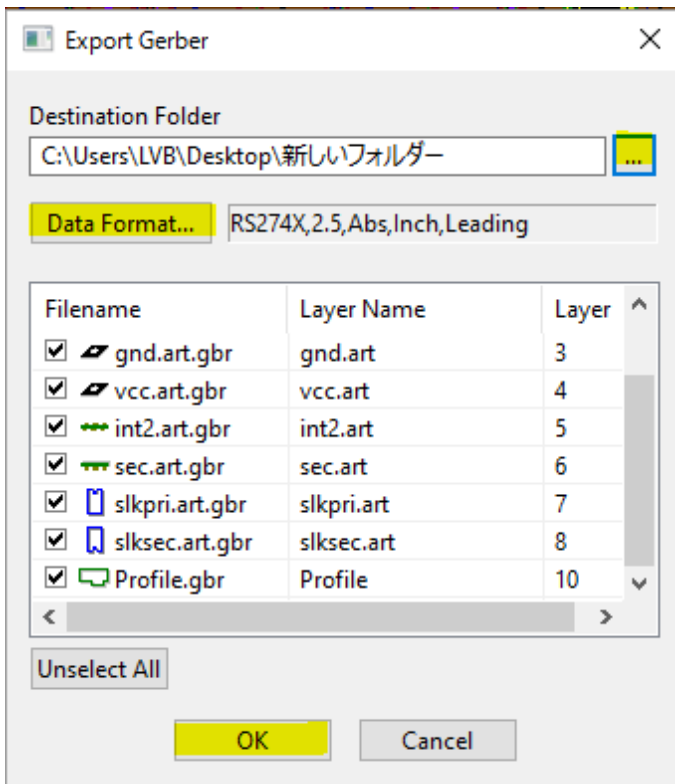 Export Gerber
Destination Folder
C:\Users\LVB\Desktop\新しいフォルダー
...
Data Format...
RS274X,2.5,Abs,Inch,Leading
Filename Layer Name Layer
gnd.art.gbr gnd.art 3
vcc.art.gbr vcc.art 4
int2.art.gbr int2.art 5
sec.art.gbr sec.art 6
slkpri.art.gbr slkpri.art 7
slksec.art.gbr slksec.art 8
Profile.gbr Profile 10
Unselect All
OK Cancel